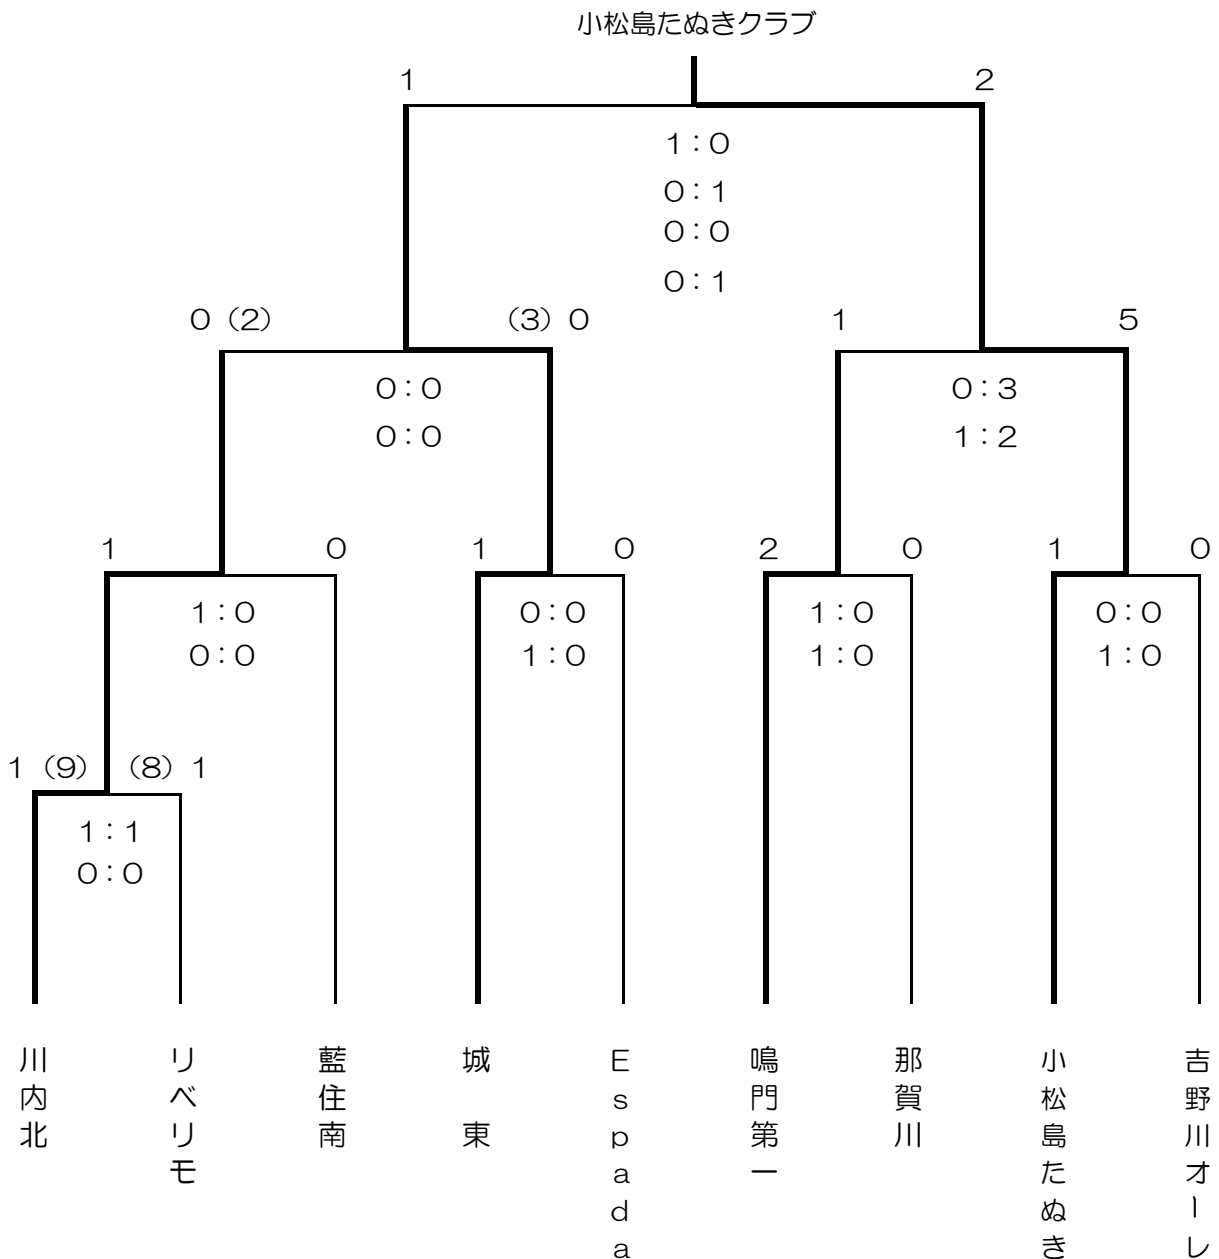 小松島たぬきクラブ
1 2
1:0
0:1
0:0
0:1
0(2) (3)0 1 5
0:0 0:3
0:0 1:2
1 0 1 0 2 0 1 0
1:0 0:0 1:0 0:0
0:0 1:0 1:0 1:0
1(9) (8)1
1:1
0:0
川内北
リベリモ
藍住南
城東
Espada
鳴門第一
那賀川
小松島たぬき
吉野川オーレ